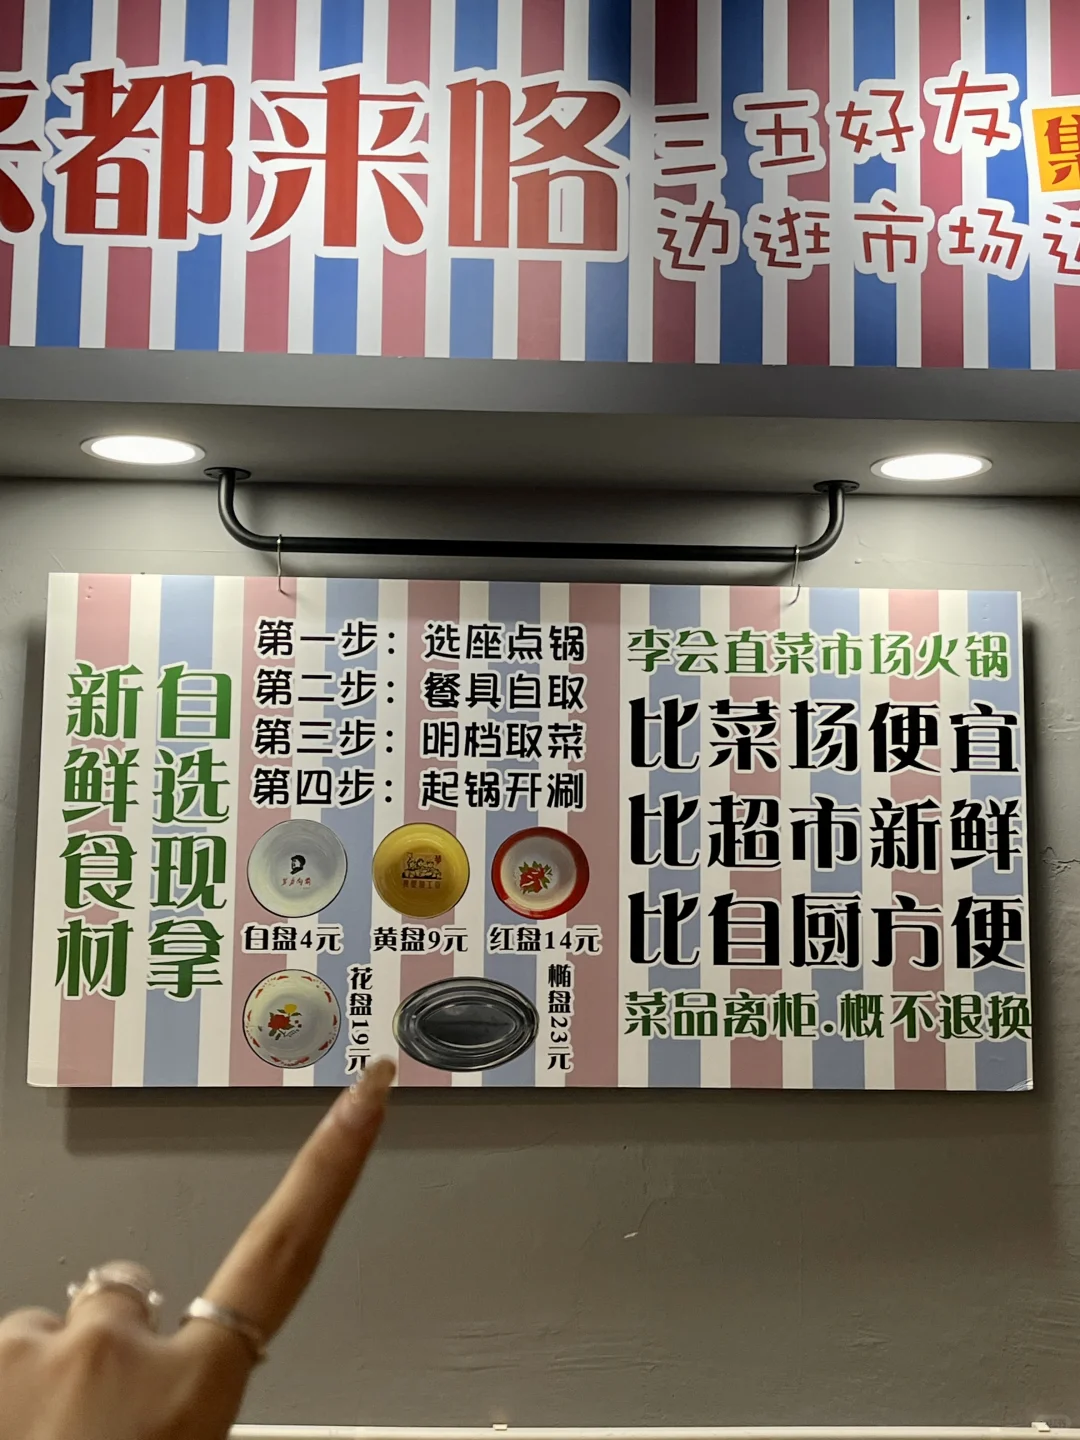 都来咯
三五好友
边逛市场
自选现拿
新鲜食材
第一步：选座点锅
第二步：餐具自取
第三步：明档取菜
第四步：起锅开涮
白盘4元
黄盘9元
红盘14元
花盘19元
椭盘23元
李会直菜市场火锅
比菜场便宜
比超市新鲜
比自厨方便
菜品离柜.概不退换